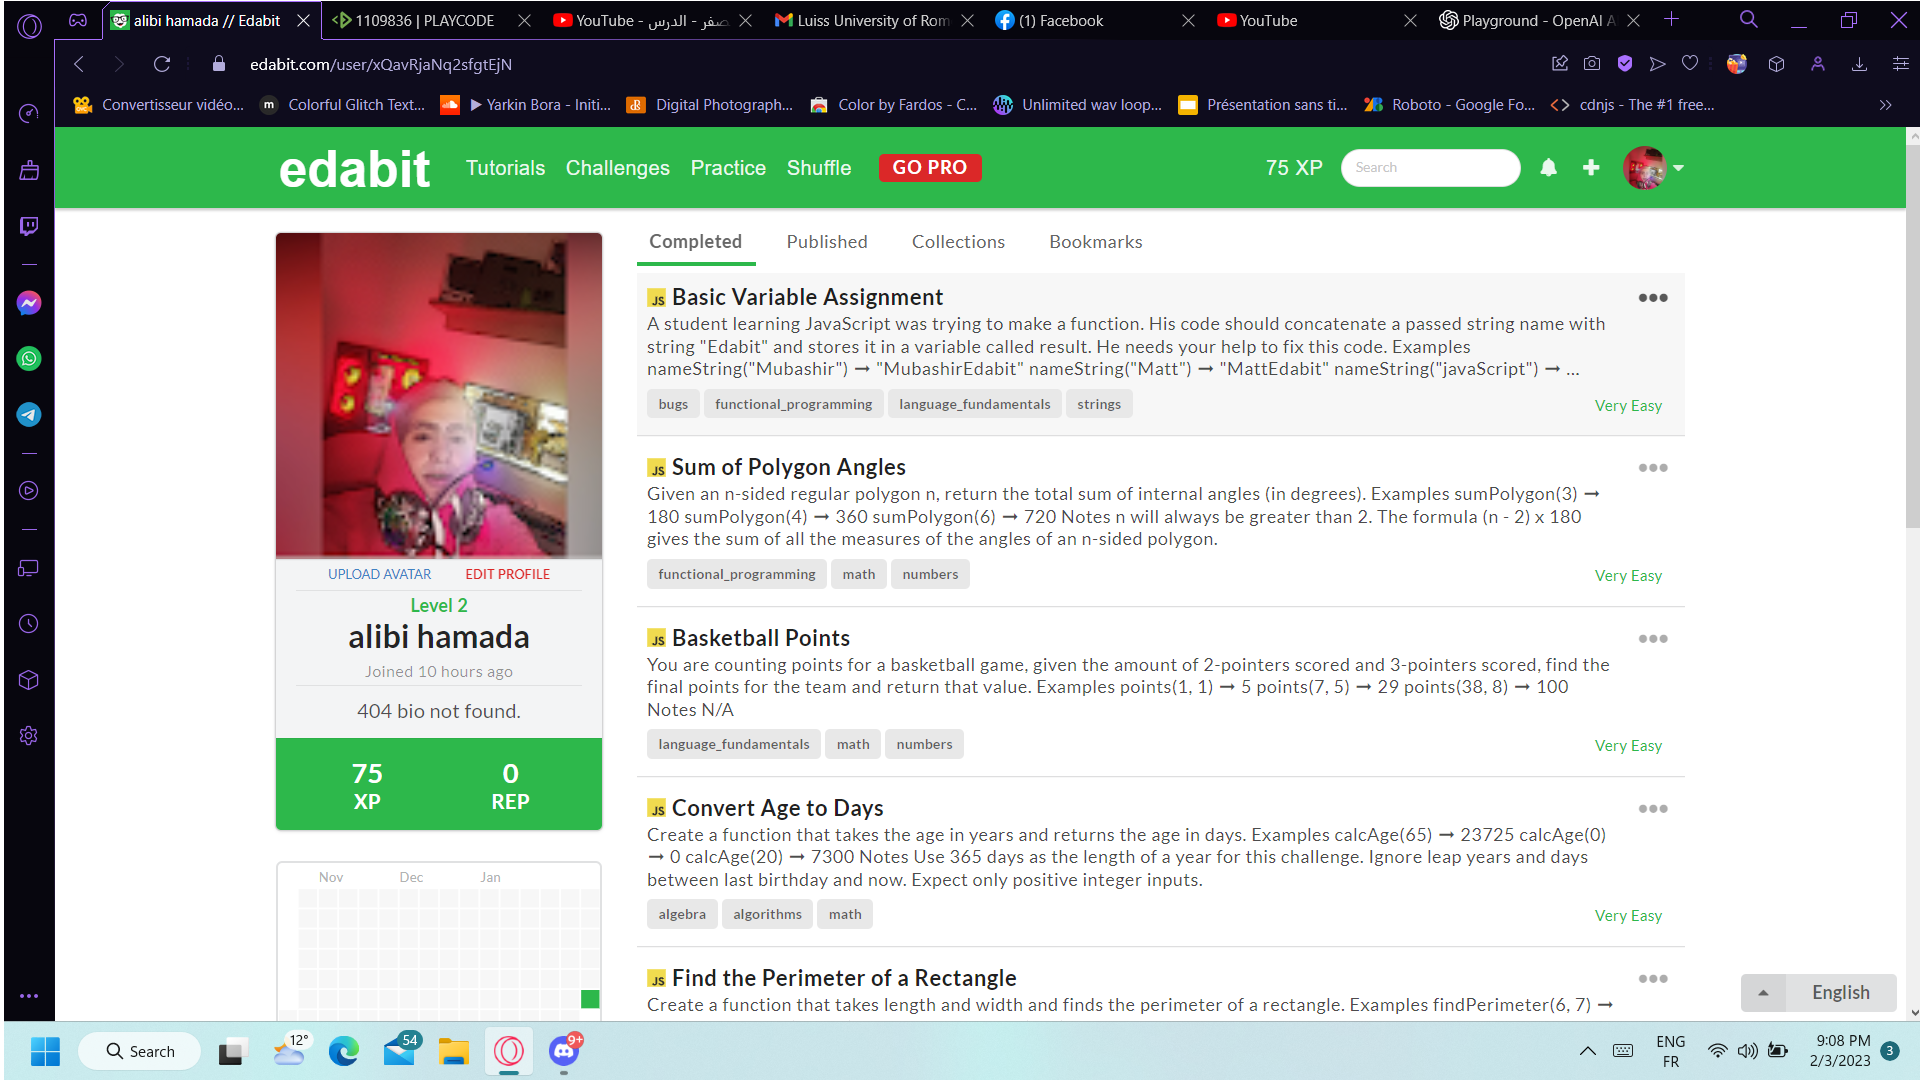 alibi hamada // Edabit
1109836 | PLAYCODE
YouTube - صفر - الدرس
Luiss University of Rom
(1) Facebook
YouTube
Playground - OpenAI A
edabit.com/user/xQavRjaNq2sfgtEjN
Convertisseur vidéo...
m
Colorful Glitch Text...
▶ Yarkin Bora - Initi...
Digital Photograph...
Color by Fardos - C...
Unlimited wav loop...
Présentation sans ti...
Roboto - Google Fo...
cdnjs - The #1 free...
edabit
Tutorials
Challenges
Practice
Shuffle
GO PRO
75 XP
Search
UPLOAD AVATAR
EDIT PROFILE
Level 2
alibi hamada
Joined 10 hours ago
404 bio not found.
75
XP
0
REP
Nov
Dec
Jan
Completed
Published
Collections
Bookmarks
JS Basic Variable Assignment
A student learning JavaScript was trying to make a function. His code should concatenate a passed string name with
string "Edabit" and stores it in a variable called result. He needs your help to fix this code. Examples
nameString("Mubashir") ➞ "MubashirEdabit" nameString("Matt") ➞ "MattEdabit" nameString("javaScript") ➞ ...
bugs
functional_programming
language_fundamentals
strings
Very Easy
JS Sum of Polygon Angles
Given an n-sided regular polygon n, return the total sum of internal angles (in degrees). Examples sumPolygon(3) ➞
180 sumPolygon(4) ➞ 360 sumPolygon(6) ➞ 720 Notes n will always be greater than 2. The formula (n - 2) x 180
gives the sum of all the measures of the angles of an n-sided polygon.
functional_programming
math
numbers
Very Easy
JS Basketball Points
You are counting points for a basketball game, given the amount of 2-pointers scored and 3-pointers scored, find the
final points for the team and return that value. Examples points(1, 1) ➞ 5 points(7, 5) ➞ 29 points(38, 8) ➞ 100
Notes N/A
language_fundamentals
math
numbers
Very Easy
JS Convert Age to Days
Create a function that takes the age in years and returns the age in days. Examples calcAge(65) ➞ 23725 calcAge(0)
➞ 0 calcAge(20) ➞ 7300 Notes Use 365 days as the length of a year for this challenge. Ignore leap years and days
between last birthday and now. Expect only positive integer inputs.
algebra
algorithms
math
Very Easy
JS Find the Perimeter of a Rectangle
Create a function that takes length and width and finds the perimeter of a rectangle. Examples findPerimeter(6, 7) ➞
English
Search
12°
54
9+
ENG
FR
9:08 PM
2/3/2023
3